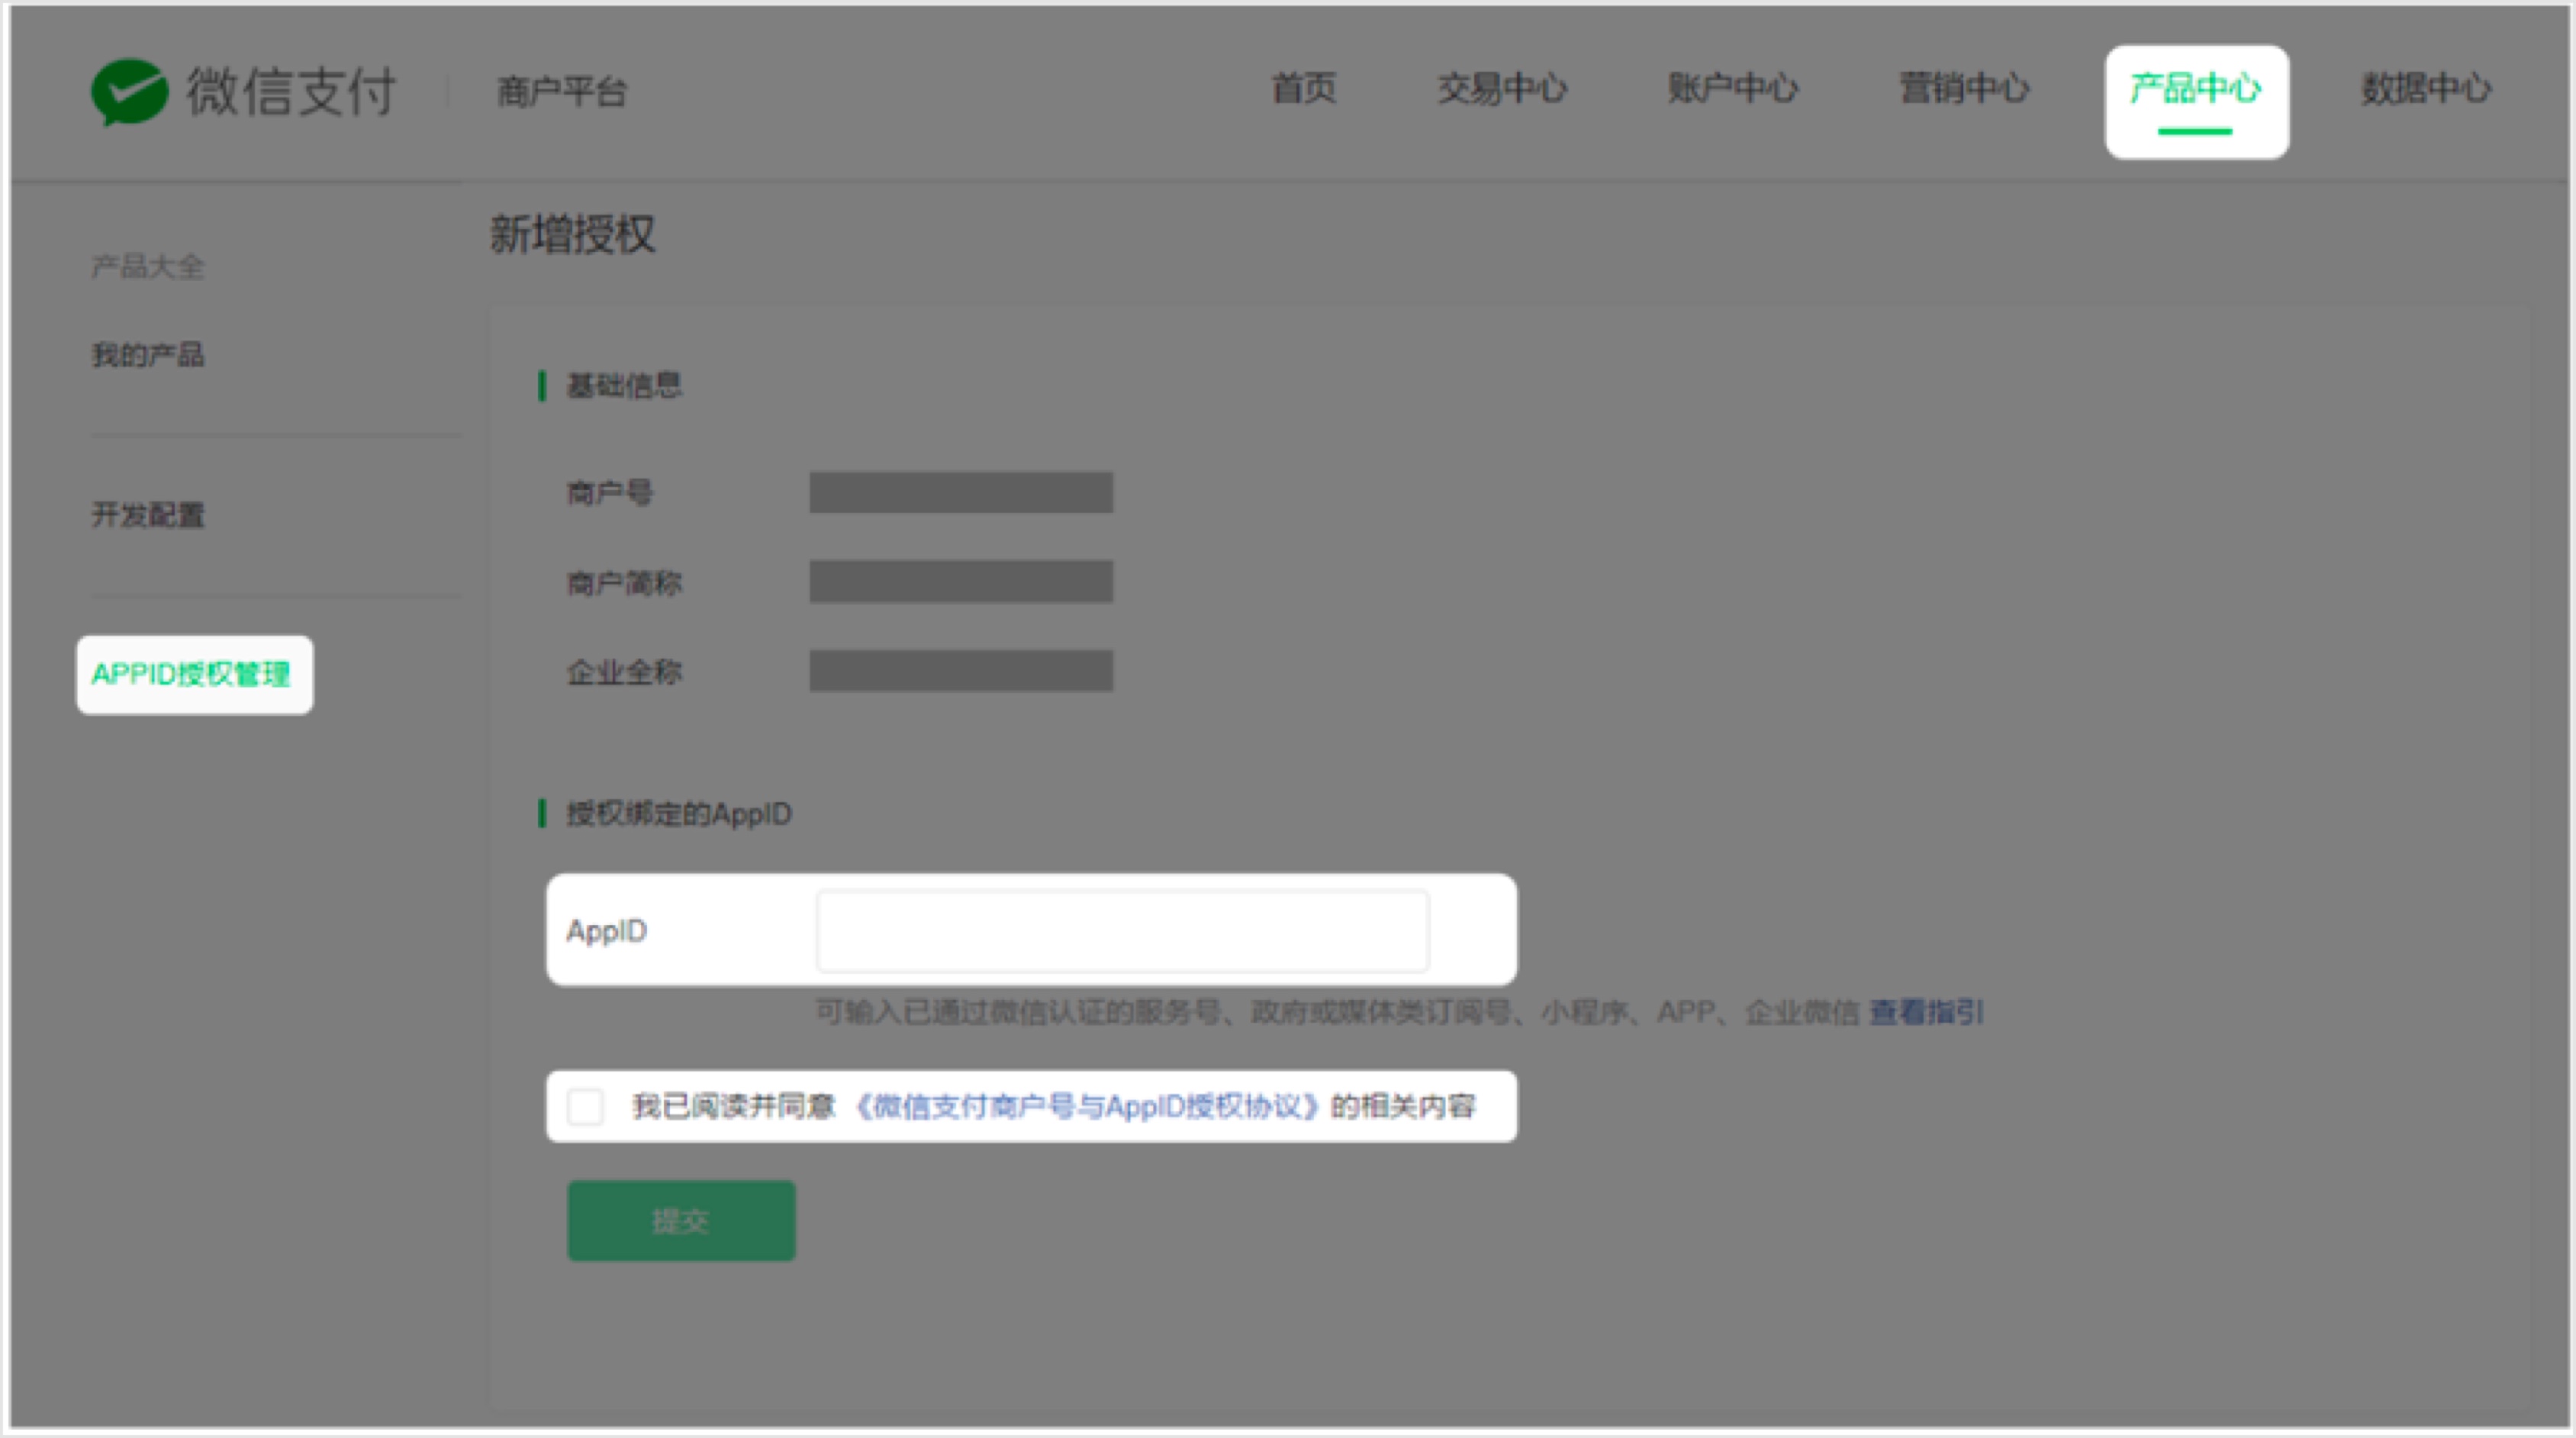 微信支付 商户平台 首页 交易中心 账户中心 营销中心 产品中心 数据中心
新增授权
产品大全
我的产品
开发配置
APPID授权管理
基础信息
商户号
商户简称
企业全称
授权绑定的AppID
AppID
可输入已通过微信认证的服务号、政府或媒体类订阅号、小程序、APP、企业微信 查看指引
我已阅读并同意 《微信支付商户号与AppID授权协议》的相关内容
提交